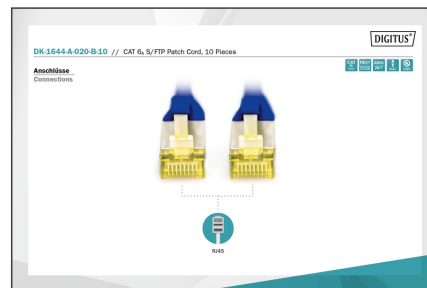 DIGITUS®
DK-1644-A-020-B-10 // CAT 6A S/FTP Patch Cord, 10 Pieces
Anschlüsse
Connections
RJ45